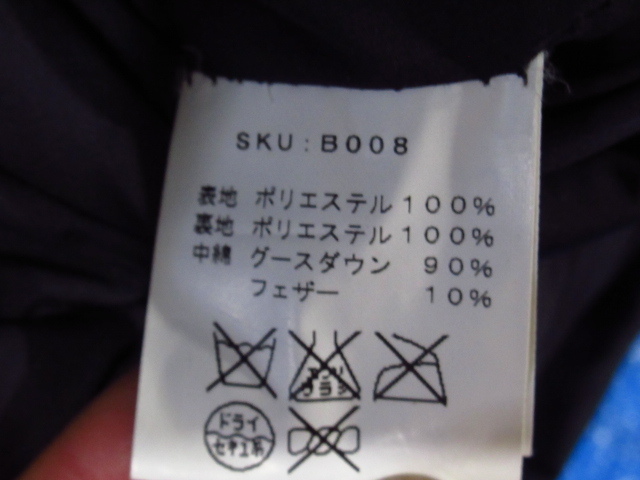 SKU:B008
表地 ポリエステル100%
裏地 ポリエステル100%
中綿 グースダウン 90%
フェザー 10%
エンソ
ブラシ
ドライ
セキユ系